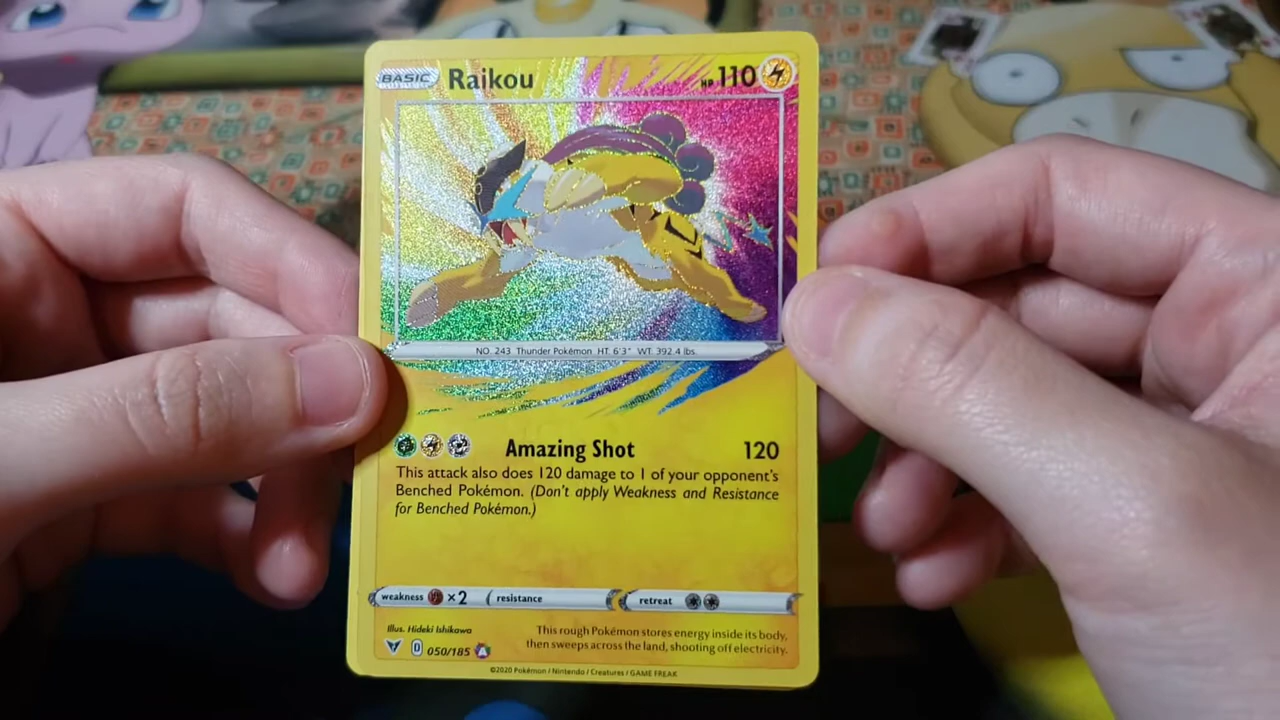 BASIC Raikou HP 110
NO. 243 Thunder Pokémon HT. 6'3" WT. 392.4 lbs.
Amazing Shot 120
This attack also does 120 damage to 1 of your opponent's
Benched Pokémon. (Don't apply Weakness and Resistance
for Benched Pokémon.)
weakness ×2 resistance retreat
Illus. Hideki Ishikawa
This rough Pokémon stores energy inside its body,
then sweeps across the land, shooting off electricity.
D 050/185 A
©2020 Pokémon / Nintendo / Creatures / GAME FREAK